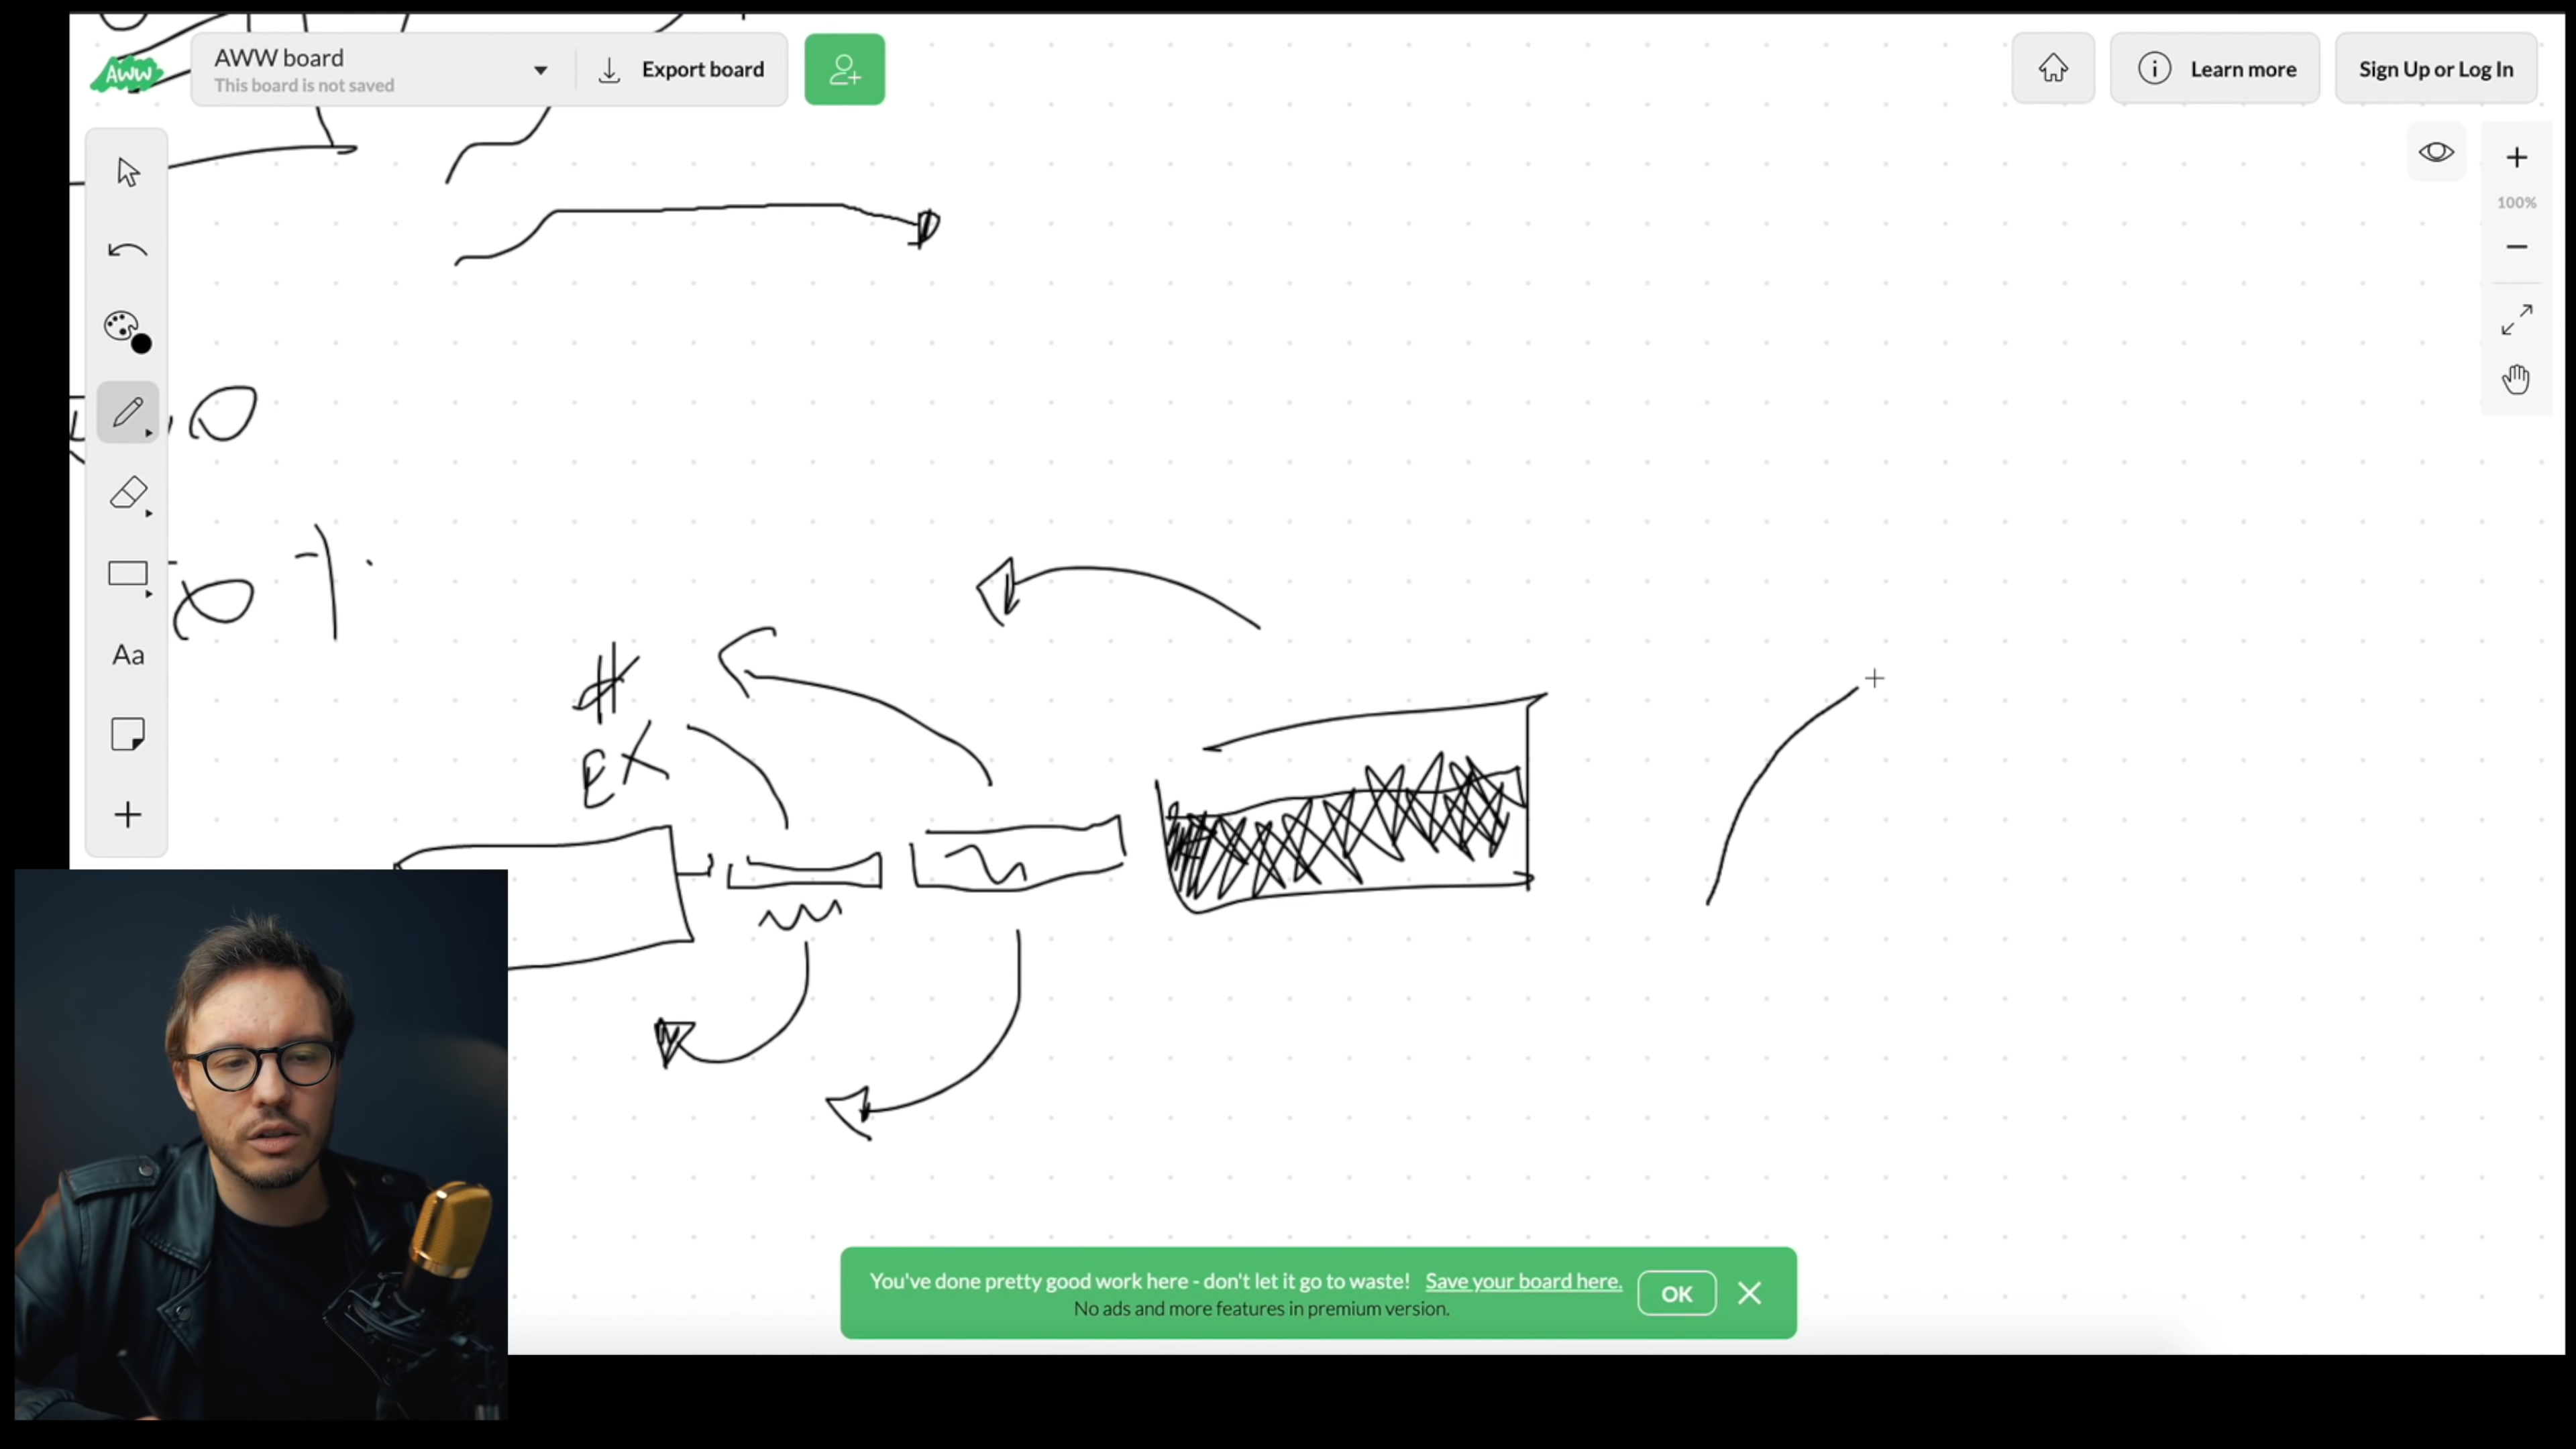 AWW
AWW board
This board is not saved
Export board
Learn more
Sign Up or Log In
100%
Aa
EX
You've done pretty good work here - don't let it go to waste! Save your board here.
No ads and more features in premium version.
OK